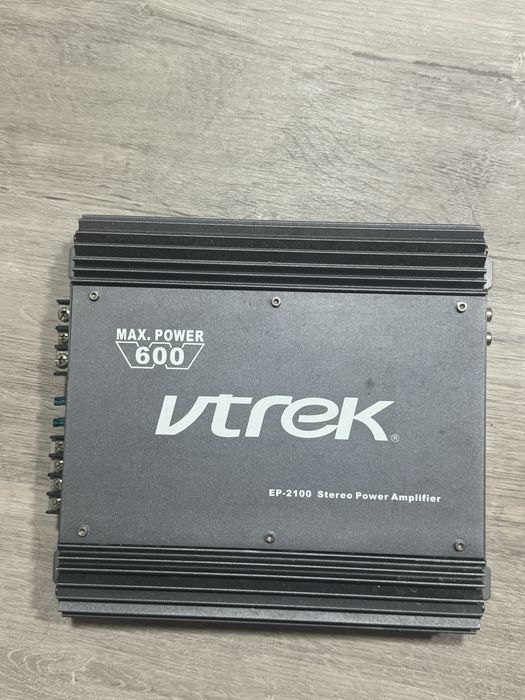 MAX. POWER
600
vtrek®
EP-2100 Stereo Power Amplifier